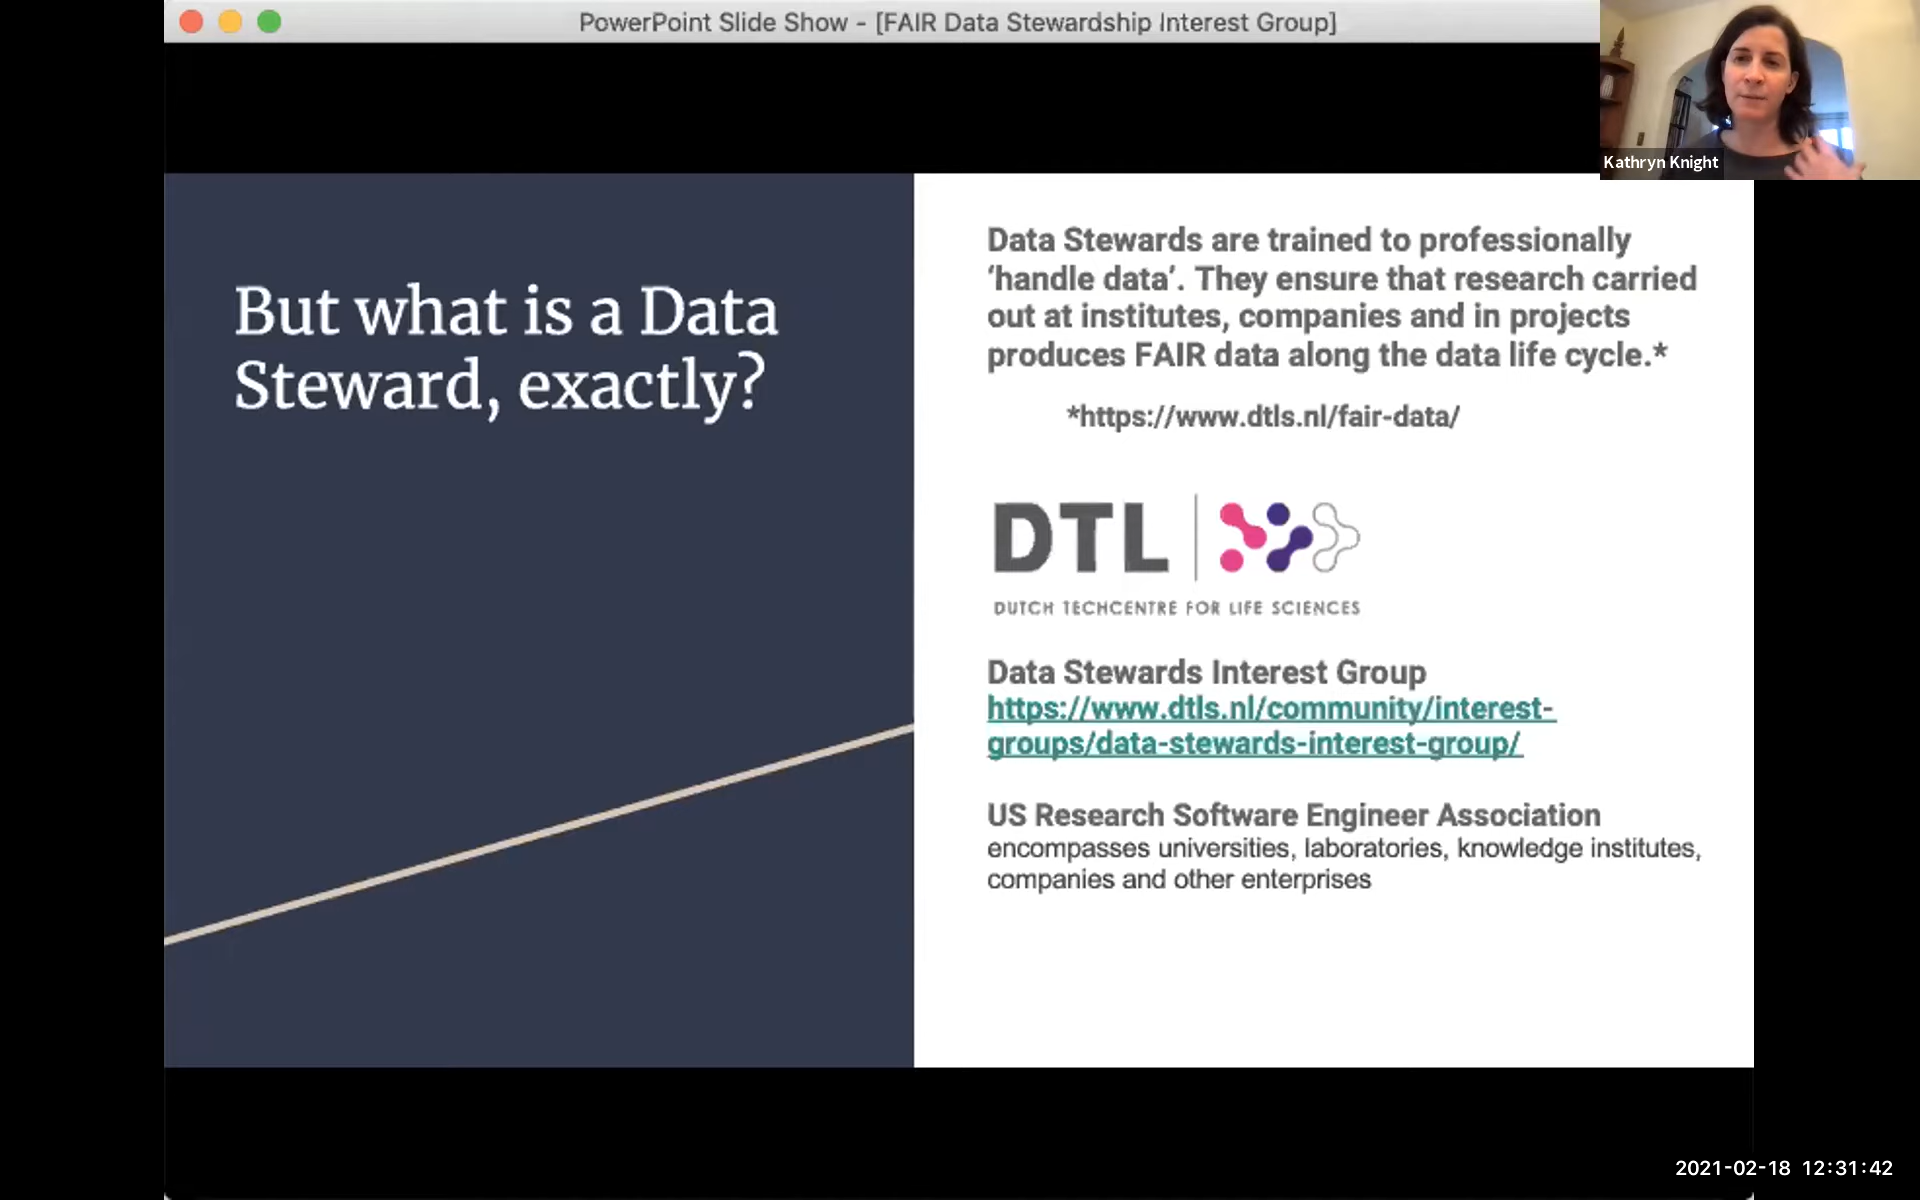 PowerPoint Slide Show - [FAIR Data Stewardship Interest Group]
Kathryn Knight
But what is a Data
Steward, exactly?
Data Stewards are trained to professionally
‘handle data’. They ensure that research carried
out at institutes, companies and in projects
produces FAIR data along the data life cycle.*
*https://www.dtls.nl/fair-data/
DTL
DUTCH TECHCENTRE FOR LIFE SCIENCES
Data Stewards Interest Group
https://www.dtls.nl/community/interest-
groups/data-stewards-interest-group/
US Research Software Engineer Association
encompasses universities, laboratories, knowledge institutes,
companies and other enterprises
2021-02-18 12:31:42